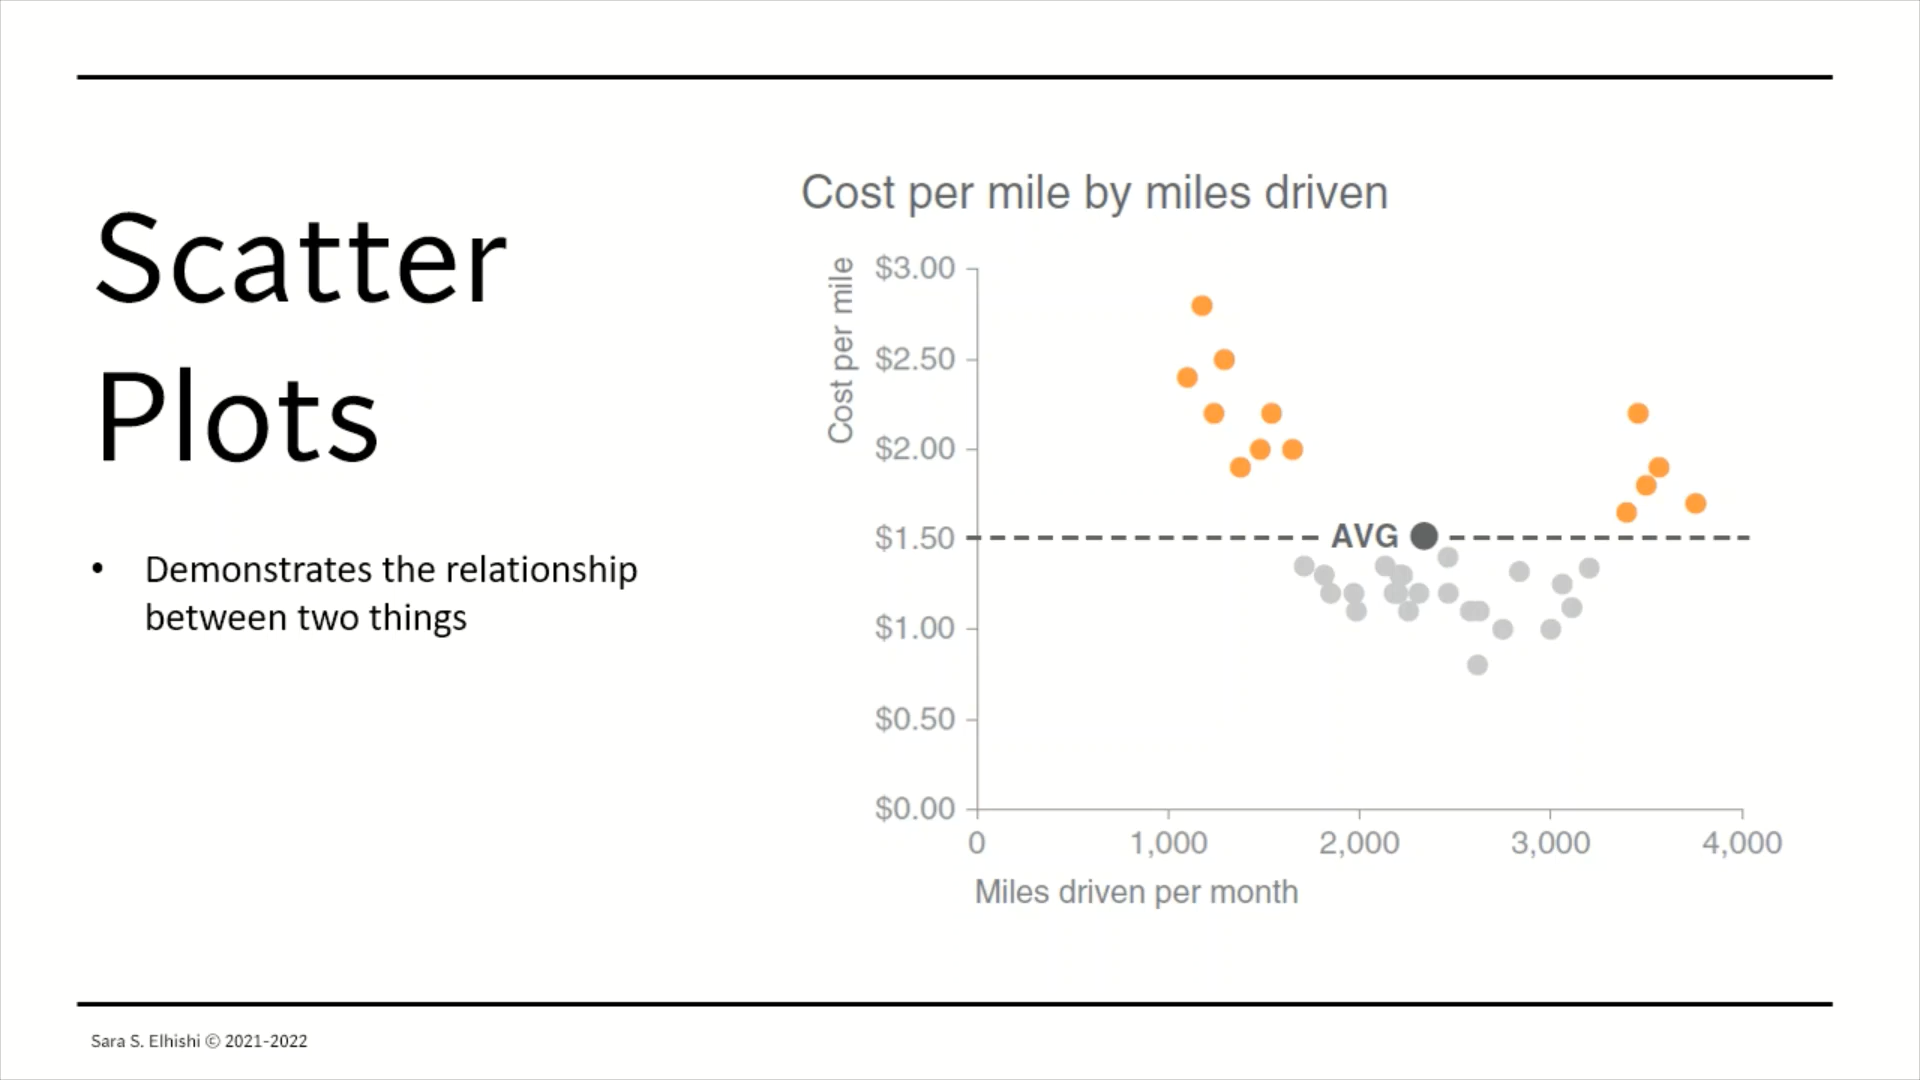 Scatter
Plots
• Demonstrates the relationship
between two things
Cost per mile by miles driven
Cost per mile
$3.00
$2.50
$2.00
$1.50
$1.00
$0.50
$0.00
AVG
0
1,000
2,000
3,000
4,000
Miles driven per month
Sara S. Elhishi © 2021-2022